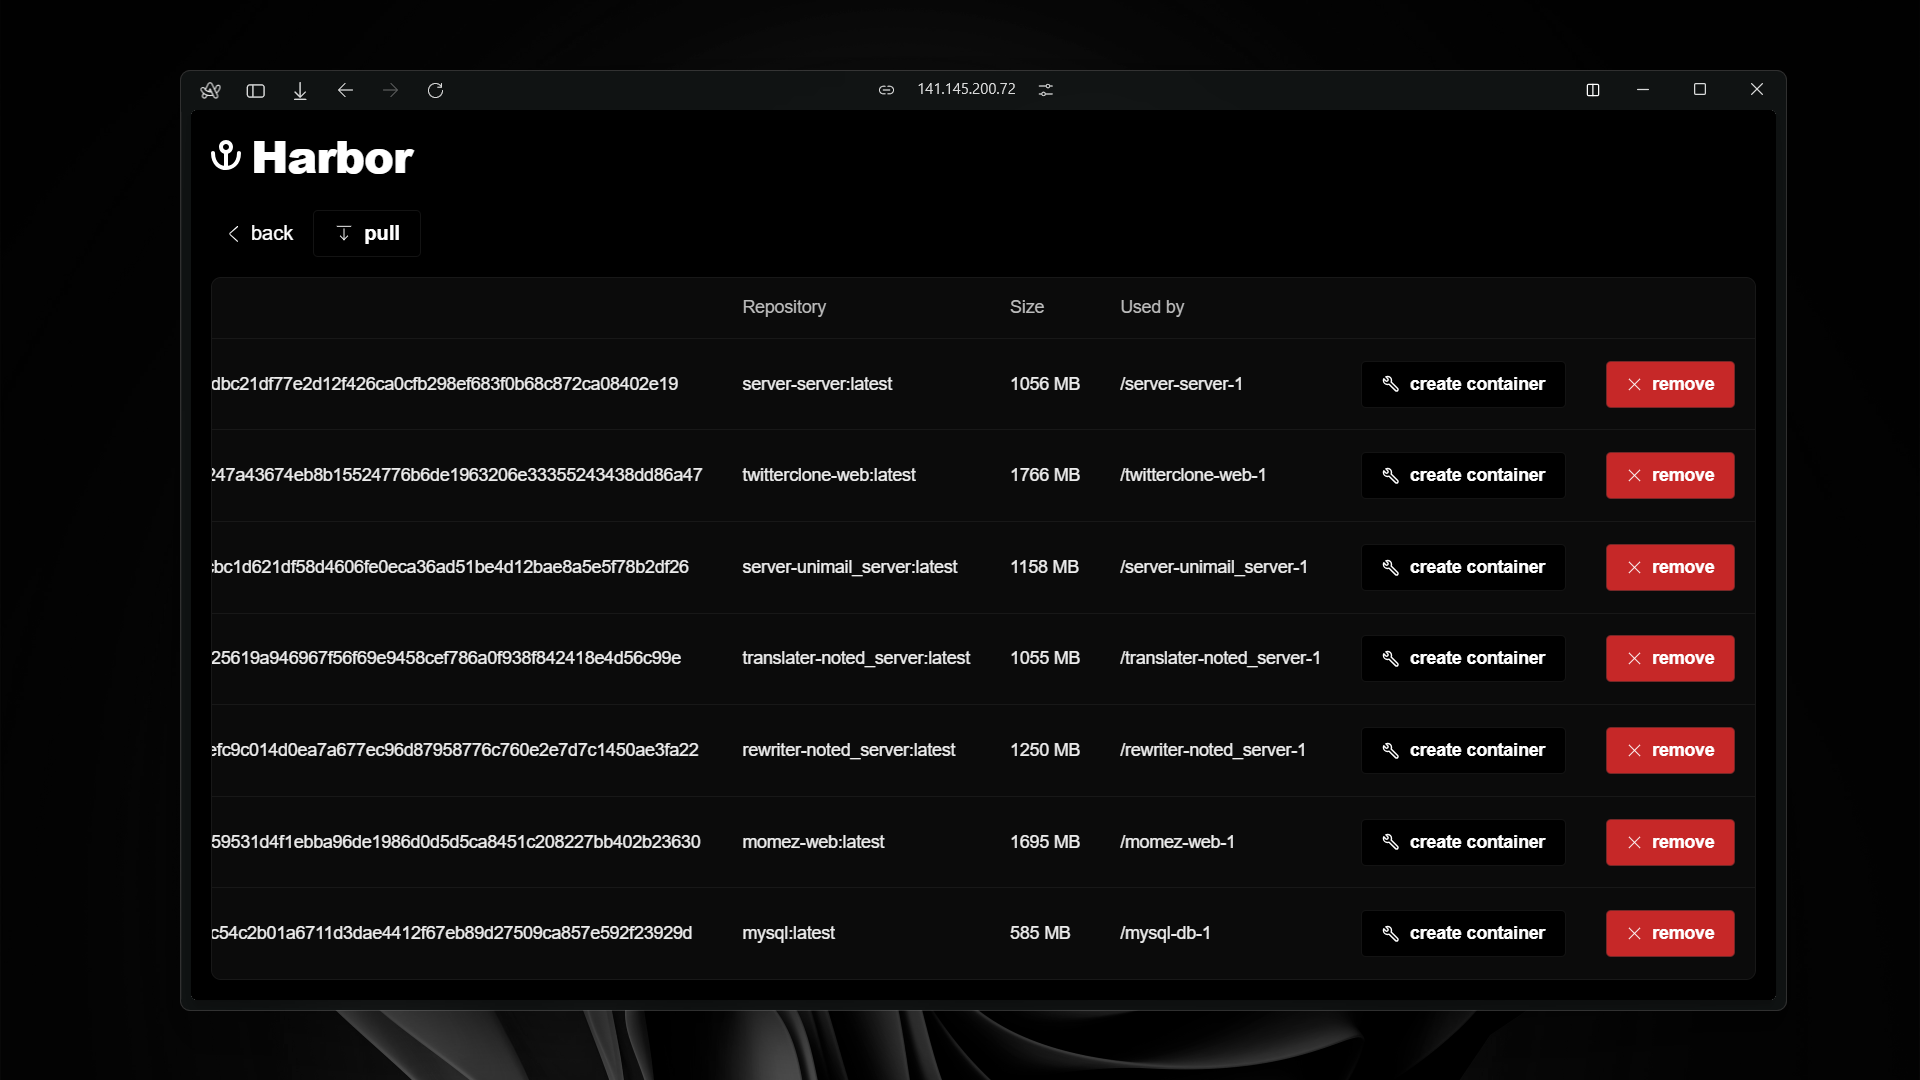 141.145.200.72
Harbor
back pull
Repository Size Used by
dbc21df77e2d12f426ca0cfb298ef683f0b68c872ca08402e19 server-server:latest 1056 MB /server-server-1 create container remove
247a43674eb8b15524776b6de1963206e33355243438dd86a47 twitterclone-web:latest 1766 MB /twitterclone-web-1 create container remove
cbc1d621df58d4606fe0eca36ad51be4d12bae8a5e5f78b2df26 server-unimail_server:latest 1158 MB /server-unimail_server-1 create container remove
25619a946967f56f69e9458cef786a0f938f842418e4d56c99e translater-noted_server:latest 1055 MB /translater-noted_server-1 create container remove
efc9c014d0ea7a677ec96d87958776c760e2e7d7c1450ae3fa22 rewriter-noted_server:latest 1250 MB /rewriter-noted_server-1 create container remove
59531d4f1ebba96de1986d0d5d5ca8451c208227bb402b23630 momez-web:latest 1695 MB /momez-web-1 create container remove
c54c2b01a6711d3dae4412f67eb89d27509ca857e592f23929d mysql:latest 585 MB /mysql-db-1 create container remove